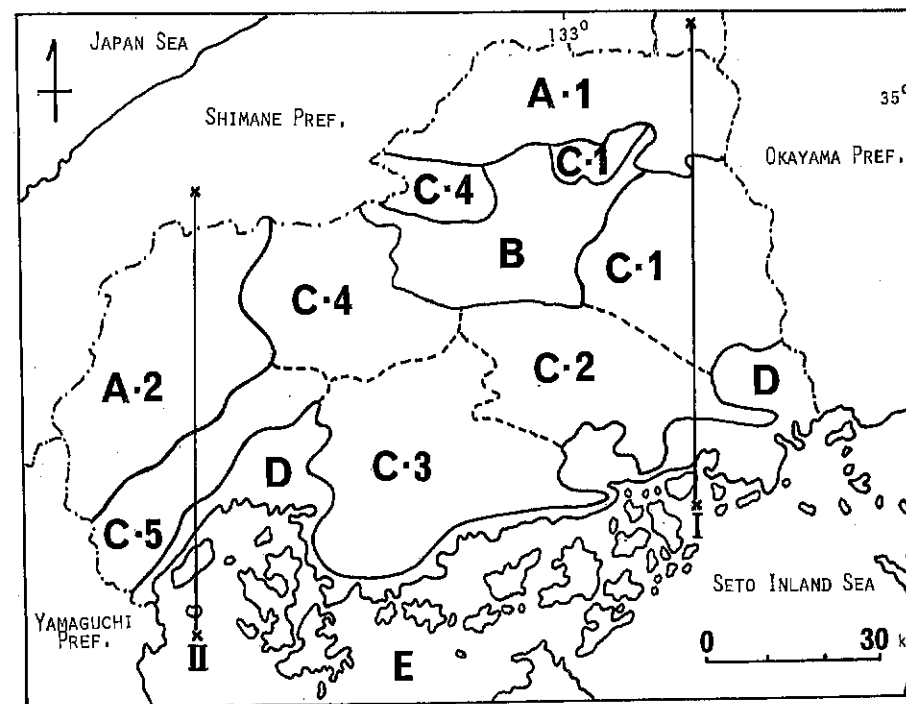 JAPAN SEA
133°
A·1
35°
SHIMANE PREF.
OKAYAMA PREF.
C·1
C·4
B
C·1
C·4
C·2
D
A·2
D
C·3
C·5
I
SETO INLAND SEA
YAMAGUCHI
PREF.
II
E
0 30 k